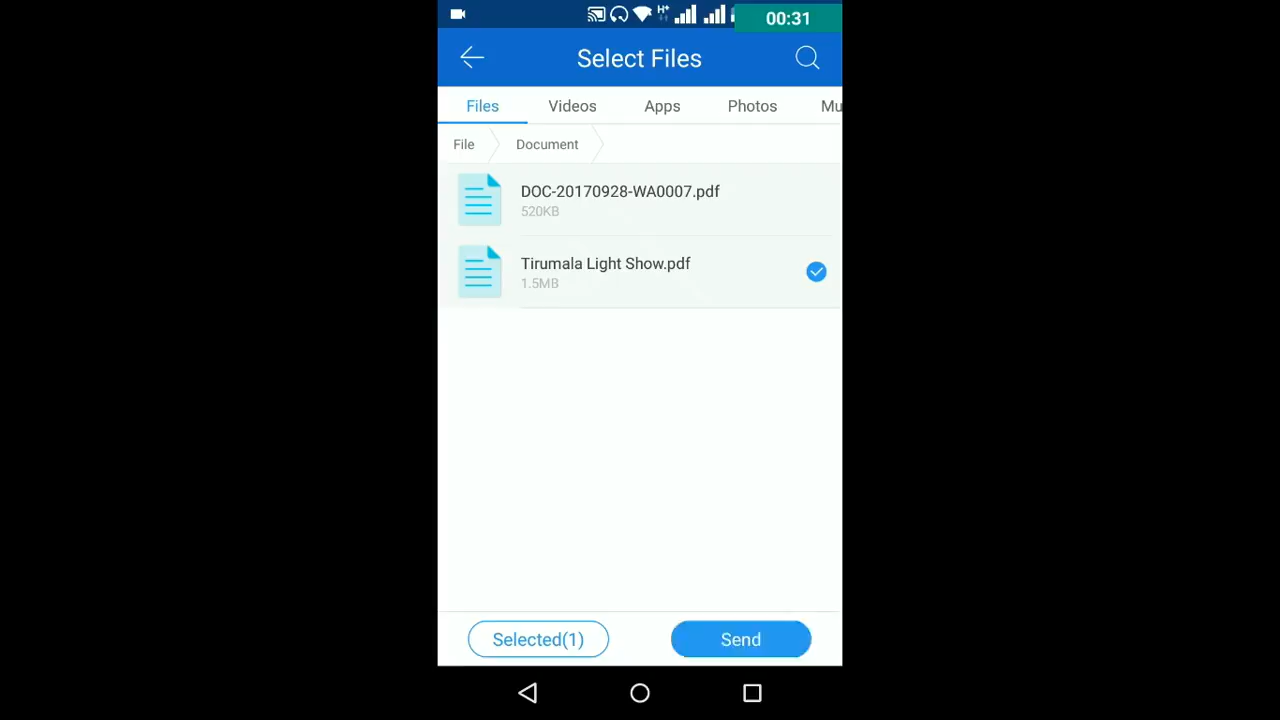 H+
00:31
Select Files
Files Videos Apps Photos Mu
File Document
DOC-20170928-WA0007.pdf
520KB
Tirumala Light Show.pdf
1.5MB
Selected(1) Send